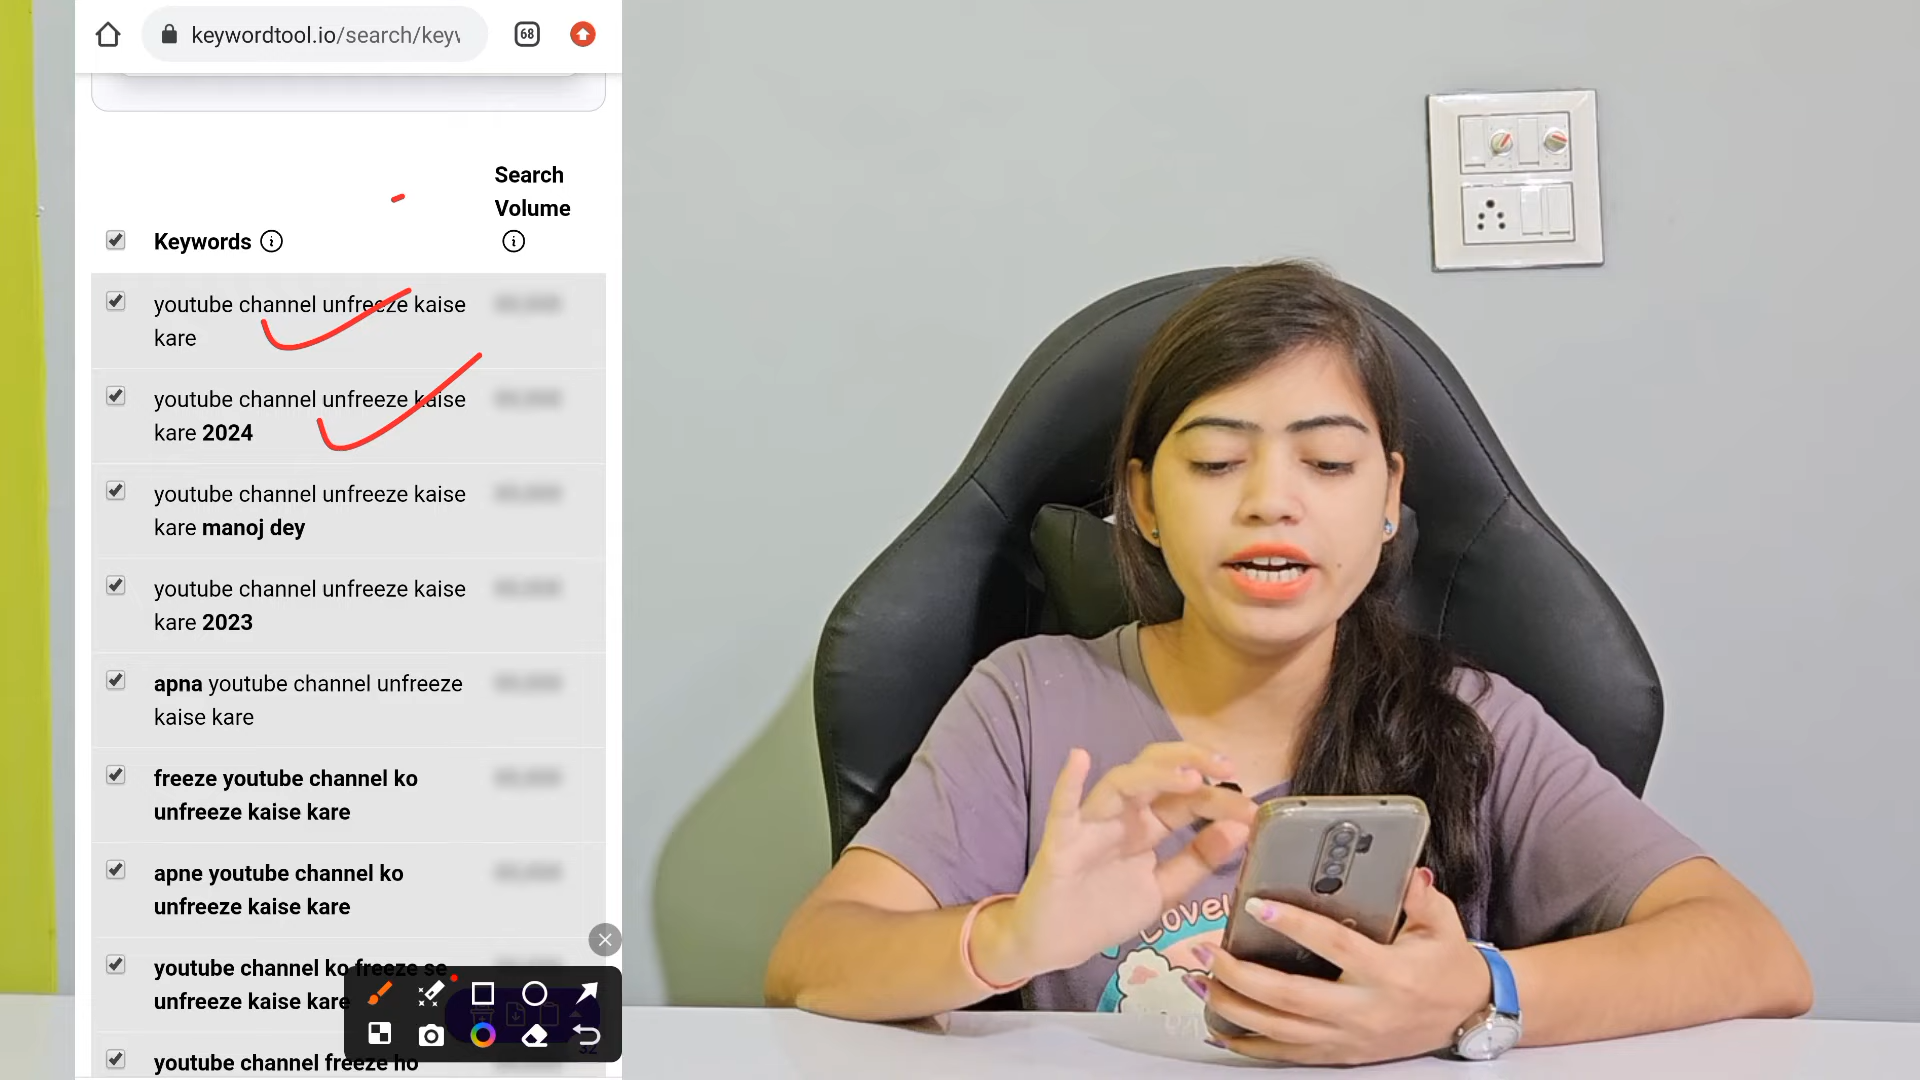 keywordtool.io/search/keyw
68
Search
Volume
Keywords
youtube channel unfreeze kaise
kare
youtube channel unfreeze kaise
kare 2024
youtube channel unfreeze kaise
kare manoj dey
youtube channel unfreeze kaise
kare 2023
apna youtube channel unfreeze
kaise kare
freeze youtube channel ko
unfreeze kaise kare
apne youtube channel ko
unfreeze kaise kare
youtube channel ko freeze se
unfreeze kaise kare
32
youtube channel freeze ho
LOVE